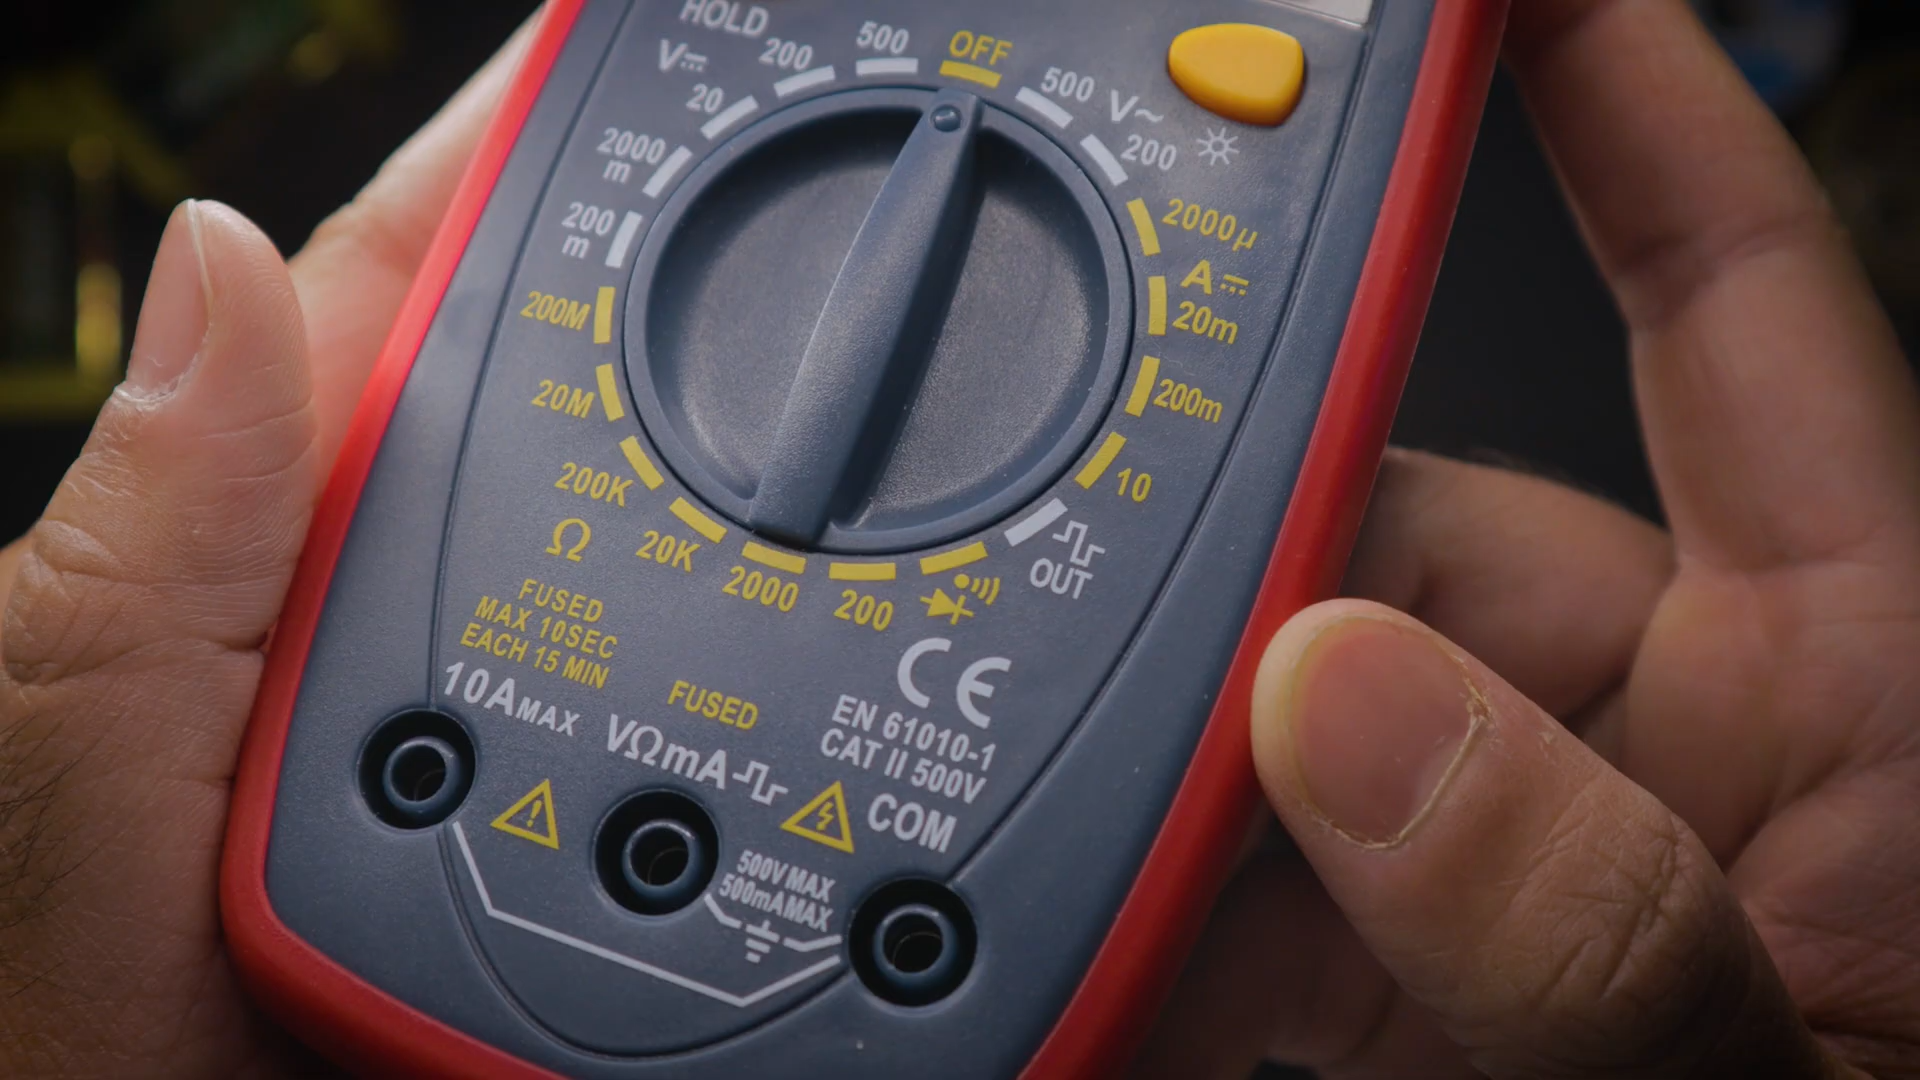 HOLD
V⎓
200
500
OFF
500
V~
200
20
2000
m
200
m
200M
20M
200K
Ω
20K
2000
200
2000µ
A⎓
20m
200m
10
OUT
FUSED
MAX 10SEC
EACH 15 MIN
10AMAX
FUSED
VΩmA
CE
EN 61010-1
CAT II 500V
COM
500V MAX
500mA MAX